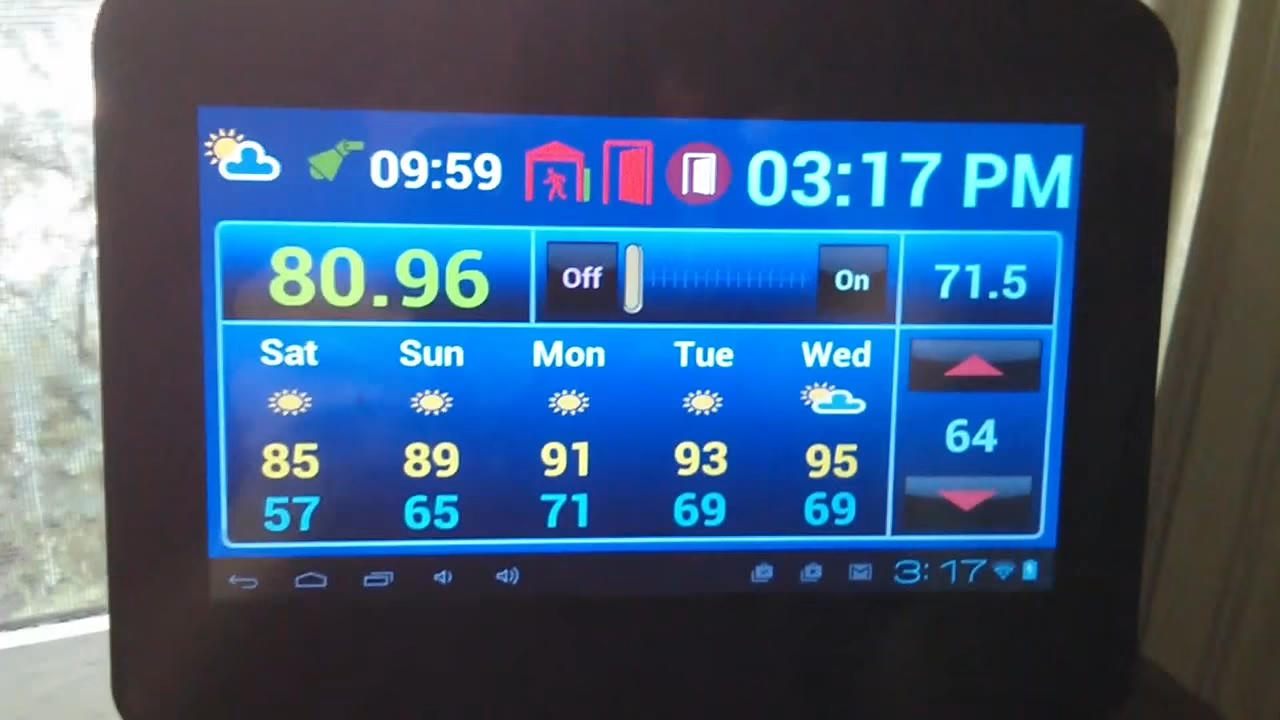 09:59 03:17 PM
80.96 Off On 71.5
Sat Sun Mon Tue Wed
85 89 91 93 95
64
57 65 71 69 69
3:17